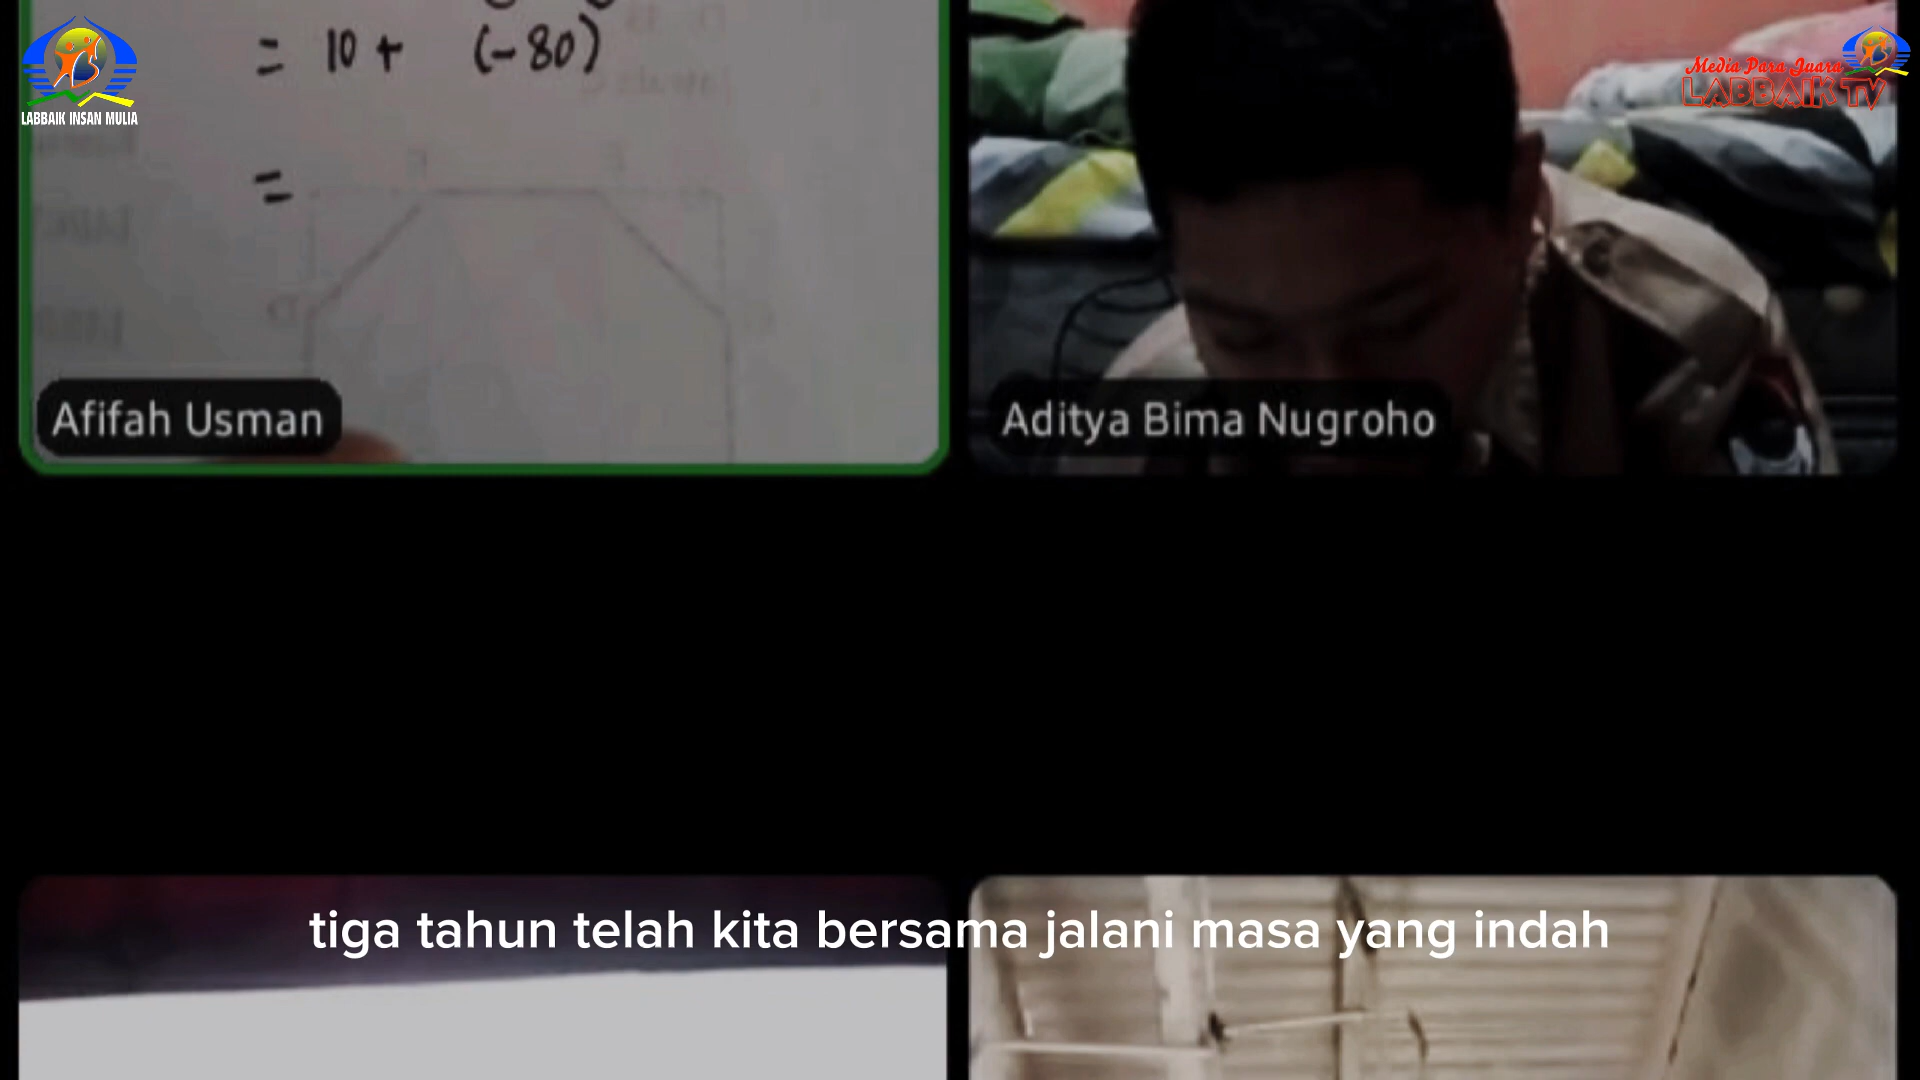 = 10 + (-80)
LABBAIK INSAN MULIA
Media Para Juara
LABBAIK TV
=
Afifah Usman
Aditya Bima Nugroho
tiga tahun telah kita bersama jalani masa yang indah